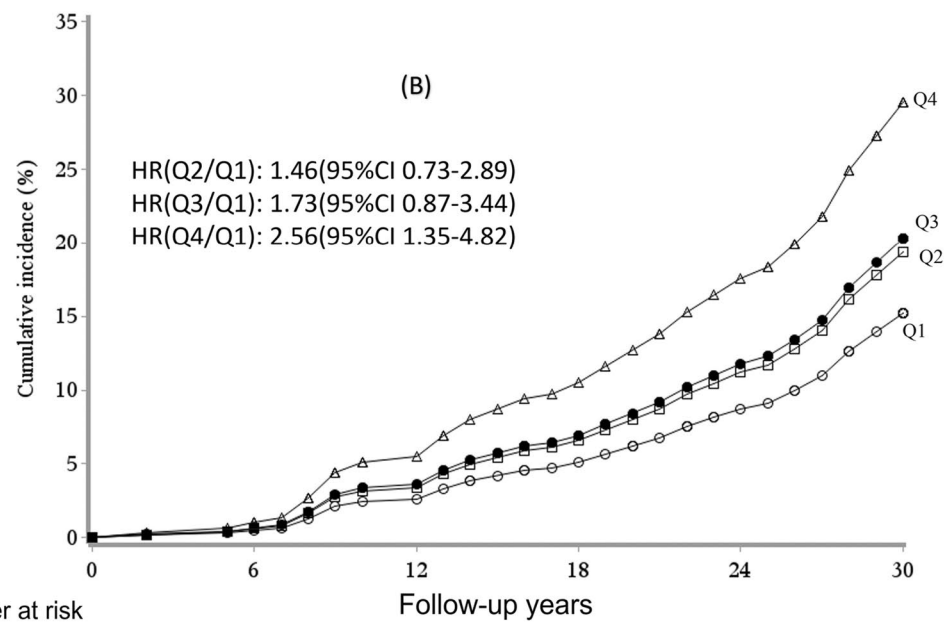 35
(B)
30
Q4
HR(Q2/Q1): 1.46(95%CI 0.73-2.89)
25
HR(Q3/Q1): 1.73(95%CI 0.87-3.44)
HR(Q4/Q1): 2.56(95%CI 1.35-4.82)
20
Q3
Q2
15
Q1
10
5
0
Cumulative incidence (%)
0 6 12 18 24 30
Follow-up years
er at risk